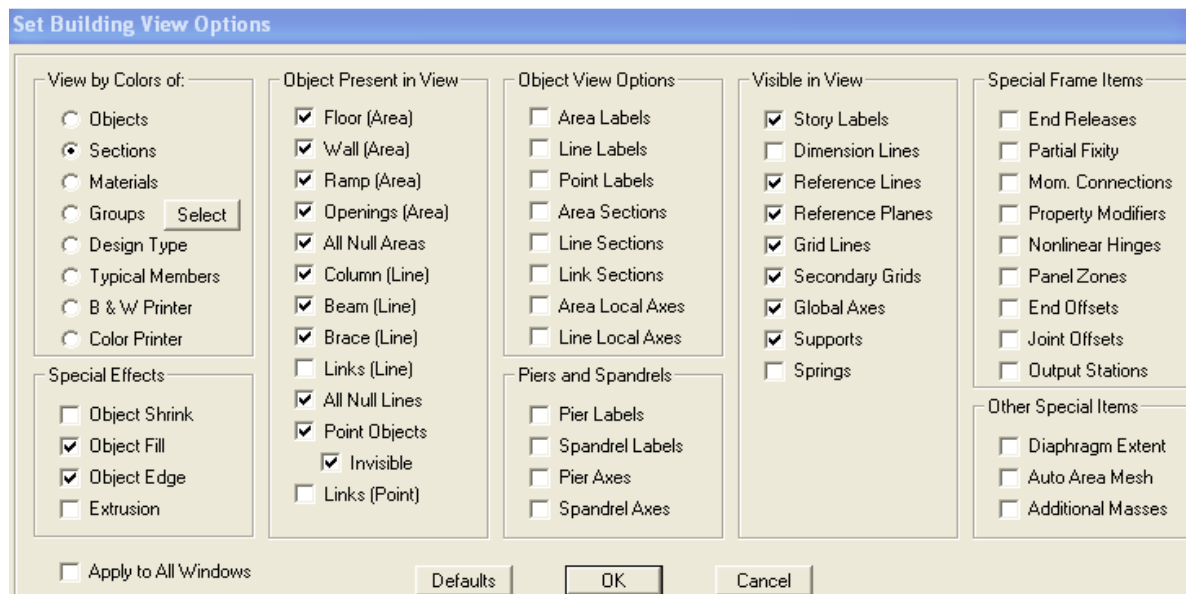 Set Building View Options
View by Colors of:
Objects
Sections
Materials
Groups
Select
Design Type
Typical Members
B & W Printer
Color Printer
Special Effects
Object Shrink
Object Fill
Object Edge
Extrusion
Apply to All Windows
Object Present in View
Floor (Area)
Wall (Area)
Ramp (Area)
Openings (Area)
All Null Areas
Column (Line)
Beam (Line)
Brace (Line)
Links (Line)
All Null Lines
Point Objects
Invisible
Links (Point)
Object View Options
Area Labels
Line Labels
Point Labels
Area Sections
Line Sections
Link Sections
Area Local Axes
Line Local Axes
Piers and Spandrels
Pier Labels
Spandrel Labels
Pier Axes
Spandrel Axes
Visible in View
Story Labels
Dimension Lines
Reference Lines
Reference Planes
Grid Lines
Secondary Grids
Global Axes
Supports
Springs
Special Frame Items
End Releases
Partial Fixity
Mom. Connections
Property Modifiers
Nonlinear Hinges
Panel Zones
End Offsets
Joint Offsets
Output Stations
Other Special Items
Diaphragm Extent
Auto Area Mesh
Additional Masses
Defaults
OK
Cancel